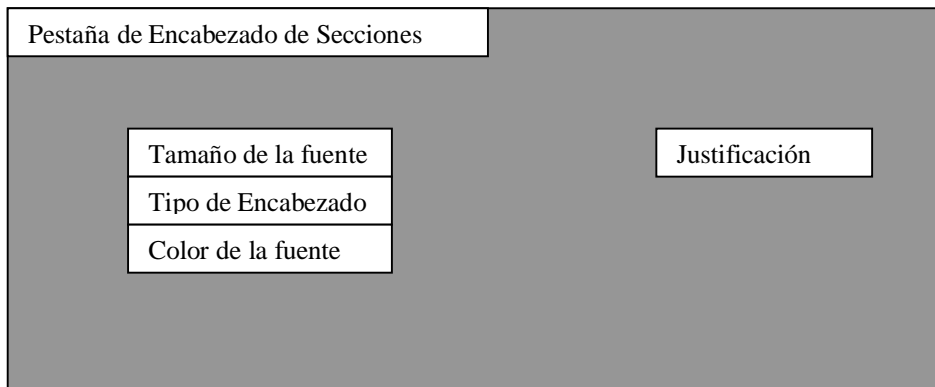 Pestaña de Encabezado de Secciones
Tamaño de la fuente
Justificación
Tipo de Encabezado
Color de la fuente